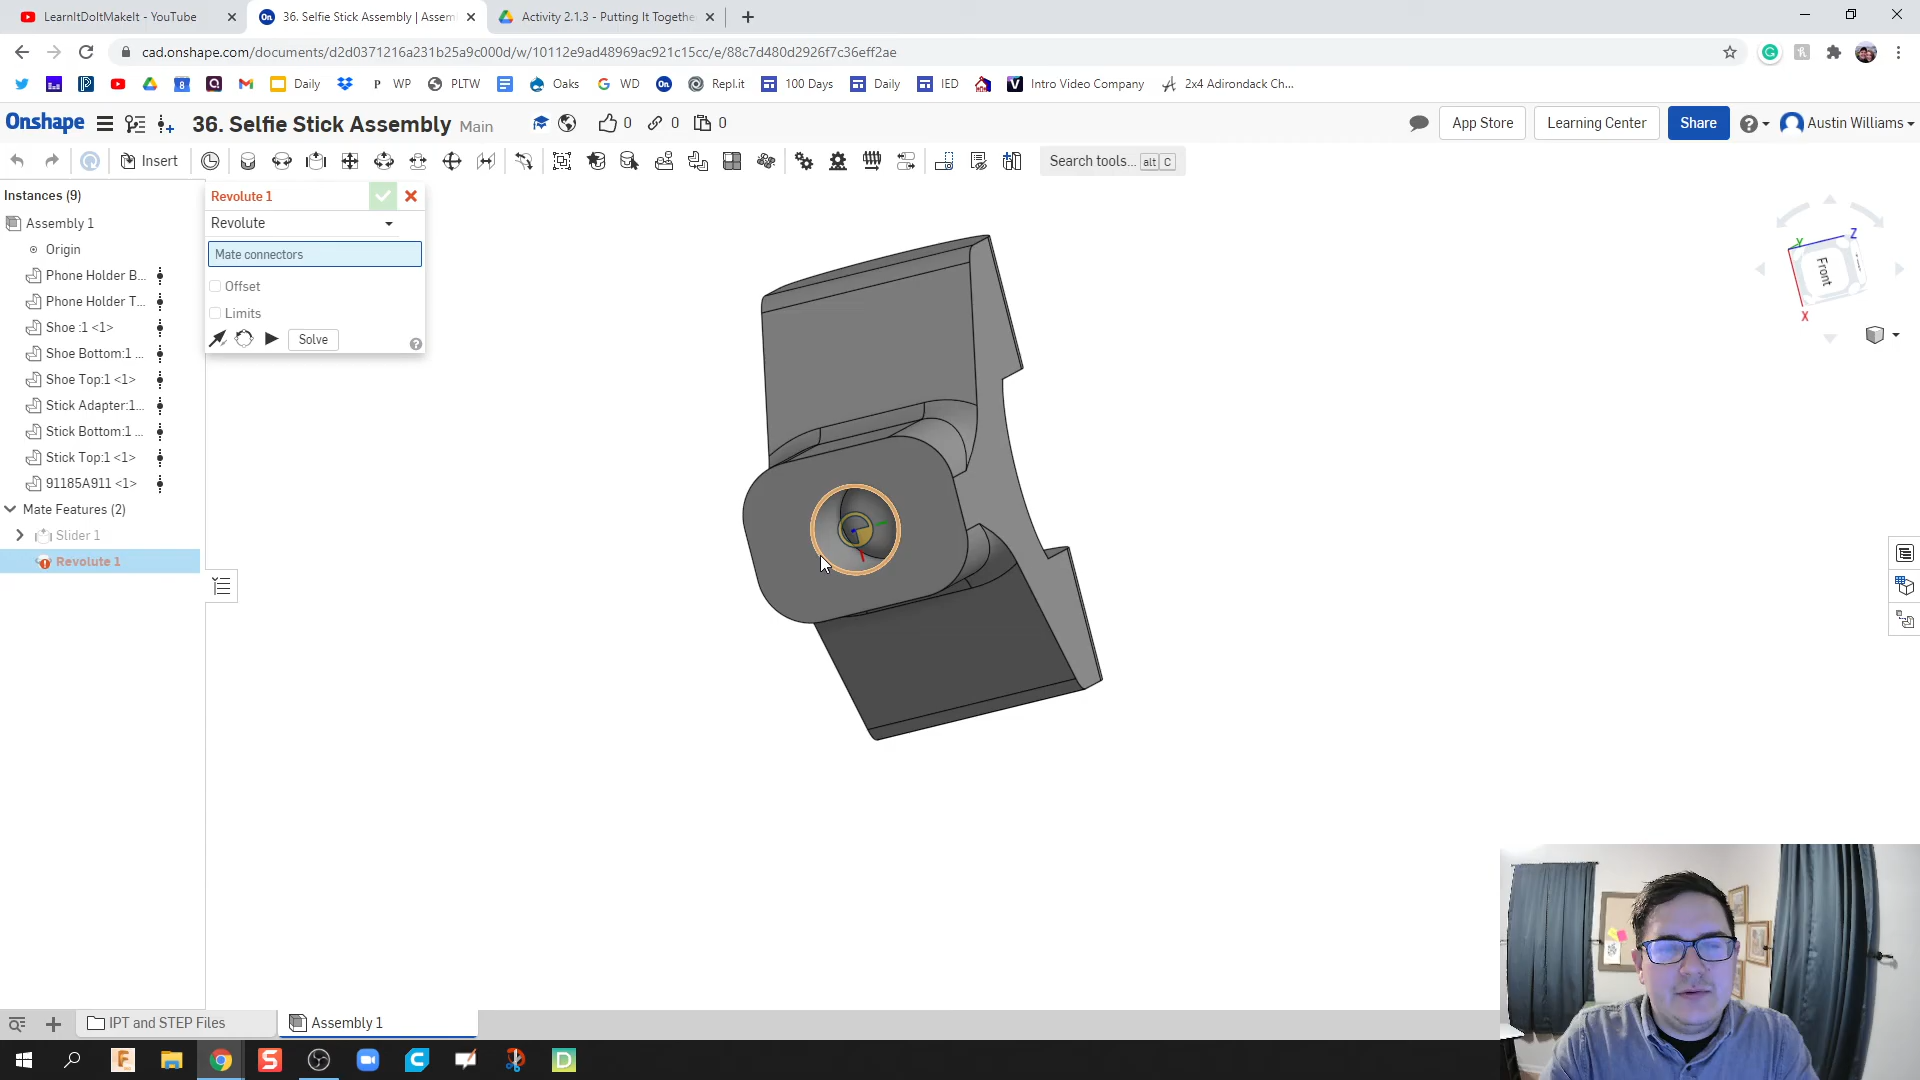 LearnItDoItMakeIt - YouTube
36. Selfie Stick Assembly | Assem
Activity 2.1.3 - Putting It Togethe
cad.onshape.com/documents/d2d0371216a231b25a9c000d/w/10112e9ad48969ac921c15cc/e/88c7d480d2926f7c36eff2ae
Daily
WP
PLTW
Oaks
WD
Repl.it
100 Days
Daily
IED
Intro Video Company
2x4 Adirondack Ch...
Onshape
36. Selfie Stick Assembly Main
0
0
0
App Store
Learning Center
Share
Austin Williams
Insert
Search tools... alt C
Instances (9)
Assembly 1
Origin
Phone Holder B...
Phone Holder T...
Shoe :1 <1>
Shoe Bottom:1 ...
Shoe Top:1 <1>
Stick Adapter:1...
Stick Bottom:1 ...
Stick Top:1 <1>
91185A911 <1>
Mate Features (2)
Slider 1
Revolute 1
Revolute 1
Revolute
Mate connectors
Offset
Limits
Solve
Y
Z
Front
X
IPT and STEP Files
Assembly 1